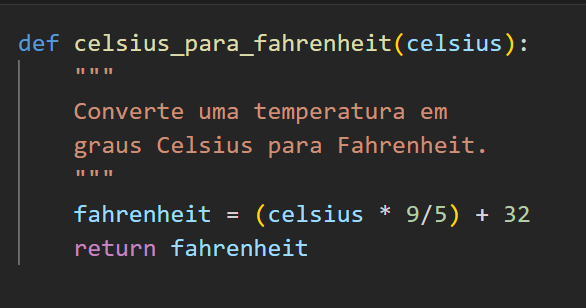 def celsius_para_fahrenheit(celsius):
    """
    Converte uma temperatura em
    graus Celsius para Fahrenheit.
    """
    fahrenheit = (celsius * 9/5) + 32
    return fahrenheit